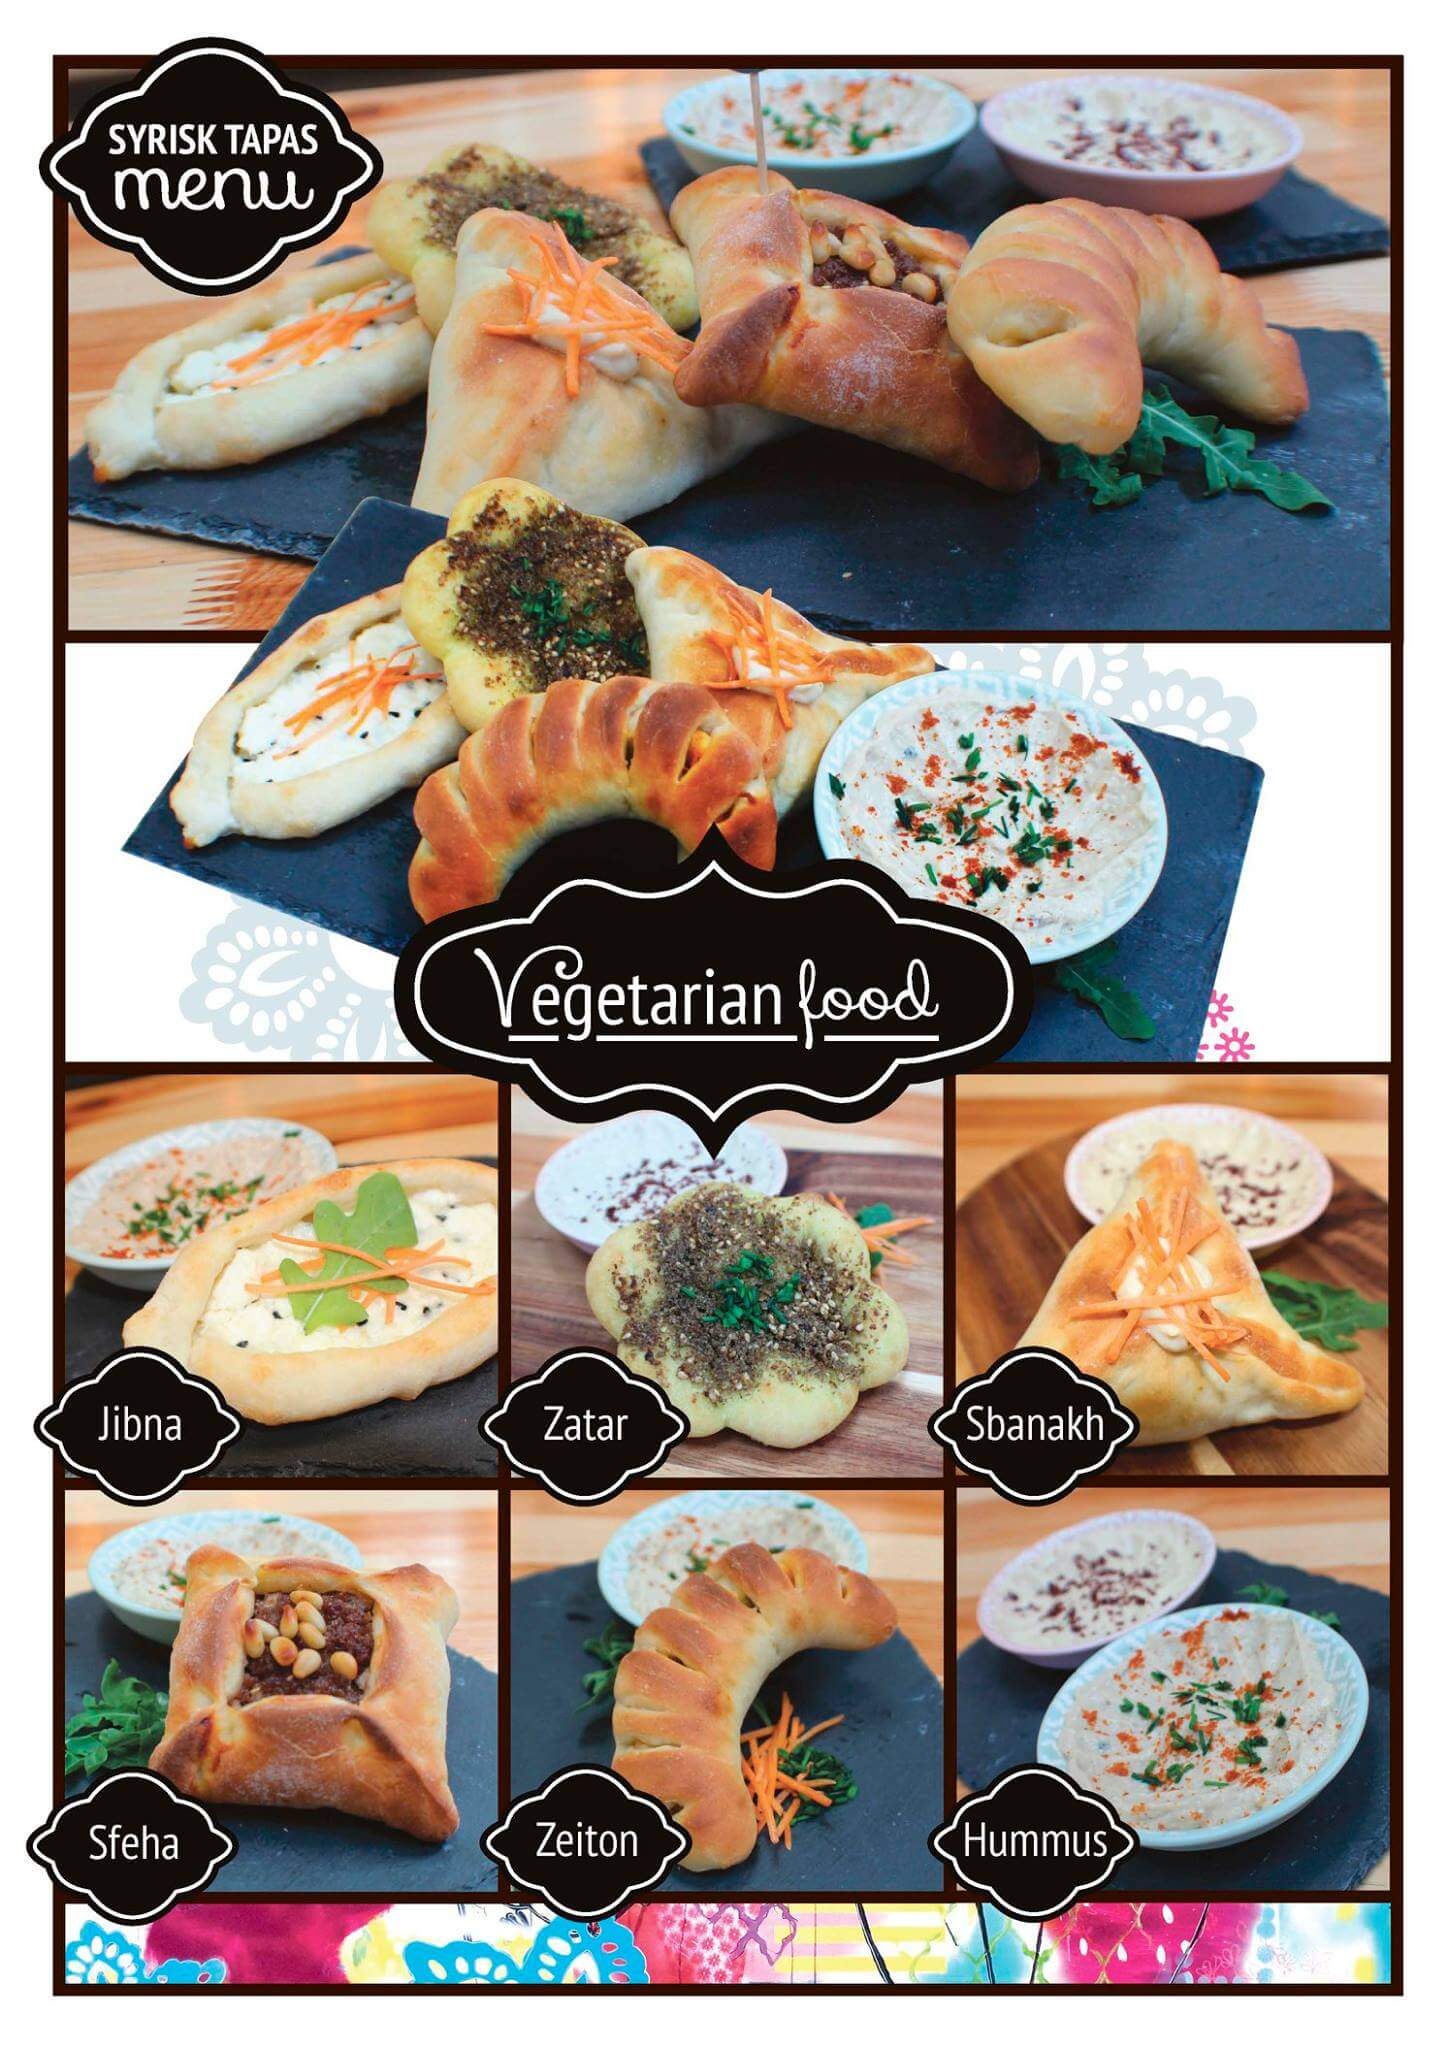 SYRISK TAPAS
menu
Vegetarian food
Jibna
Zatar
Sbanakh
Sfeha
Zeiton
Hummus